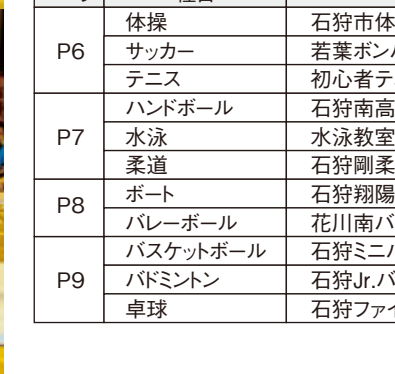 P6
体操 石狩市体
サッカー 若葉ボン
テニス 初心者テ
P7
ハンドボール 石狩南高
水泳 水泳教室
柔道 石狩剛柔
P8
ボート 石狩翔陽
バレーボール 花川南バ
P9
バスケットボール 石狩ミニ
バドミントン 石狩Jr.バ
卓球 石狩ファイ